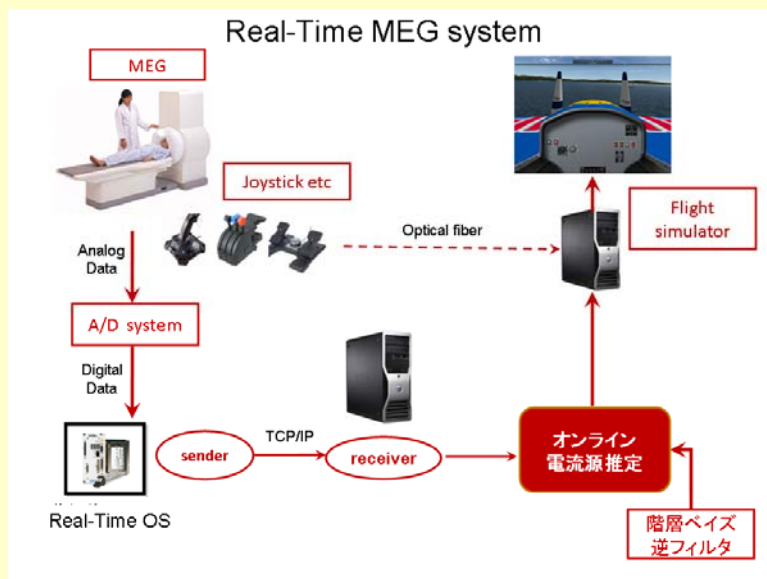 Real-Time MEG system
MEG
Joystick etc
Optical fiber
Flight
simulator
Analog
Data
A/D system
Digital
Data
sender
TCP/IP
receiver
オンライン
電流源推定
Real-Time OS
階層ベイズ
逆フィルタ